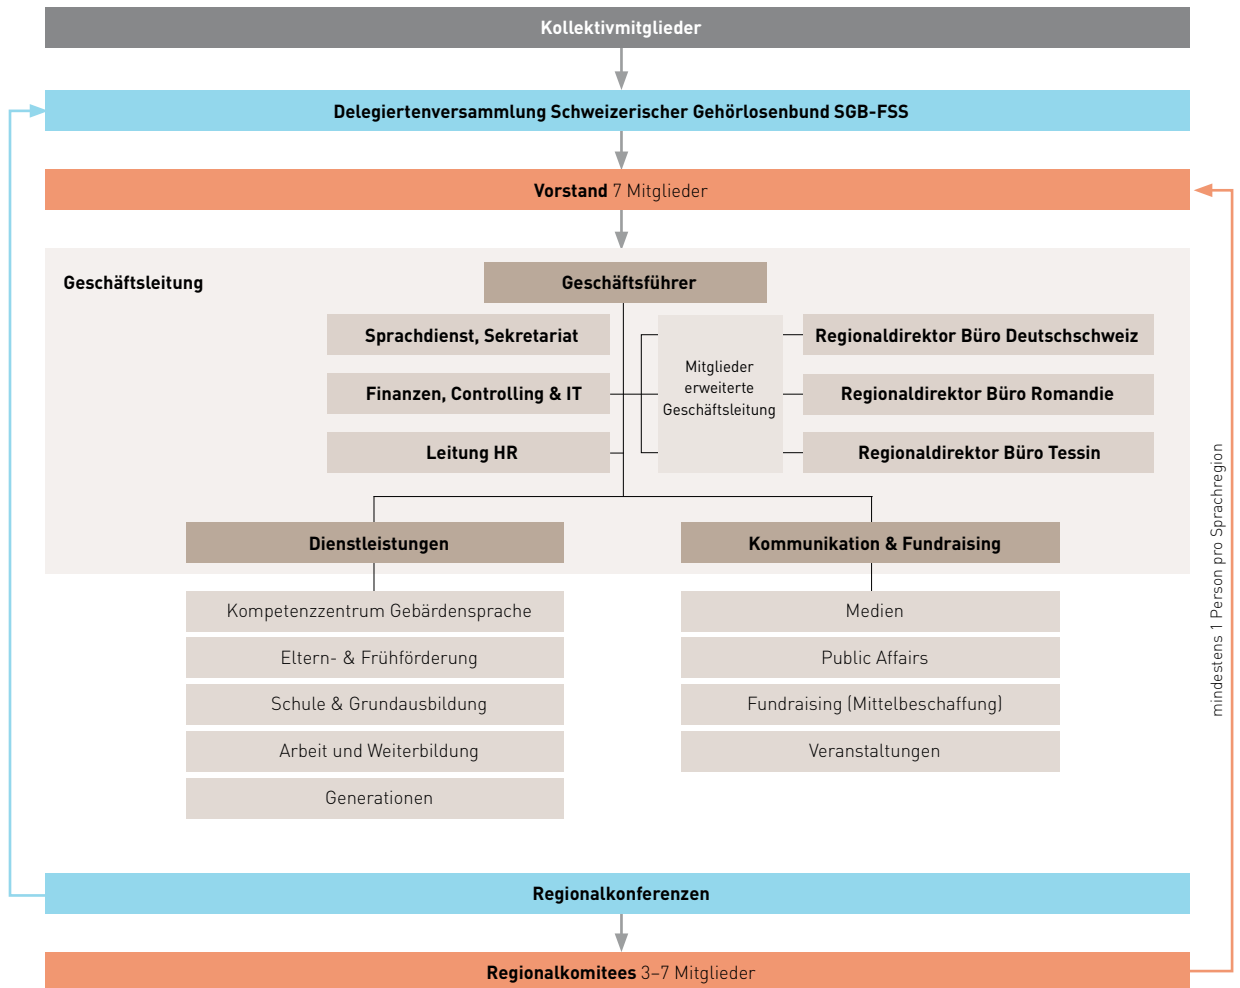 Kollektivmitglieder
Delegiertenversammlung Schweizerischer Gehörlosenbund SGB-FSS
Vorstand 7 Mitglieder
Geschäftsleitung
Geschäftsführer
Sprachdienst, Sekretariat
Finanzen, Controlling & IT
Leitung HR
Mitglieder
erweiterte
Geschäftsleitung
Regionaldirektor Büro Deutschschweiz
Regionaldirektor Büro Romandie
Regionaldirektor Büro Tessin
Dienstleistungen
Kompetenzzentrum Gebärdensprache
Eltern- & Frühförderung
Schule & Grundausbildung
Arbeit und Weiterbildung
Generationen
Kommunikation & Fundraising
Medien
Public Affairs
Fundraising (Mittelbeschaffung)
Veranstaltungen
mindestens 1 Person pro Sprachregion
Regionalkonferenzen
Regionalkomitees 3–7 Mitglieder